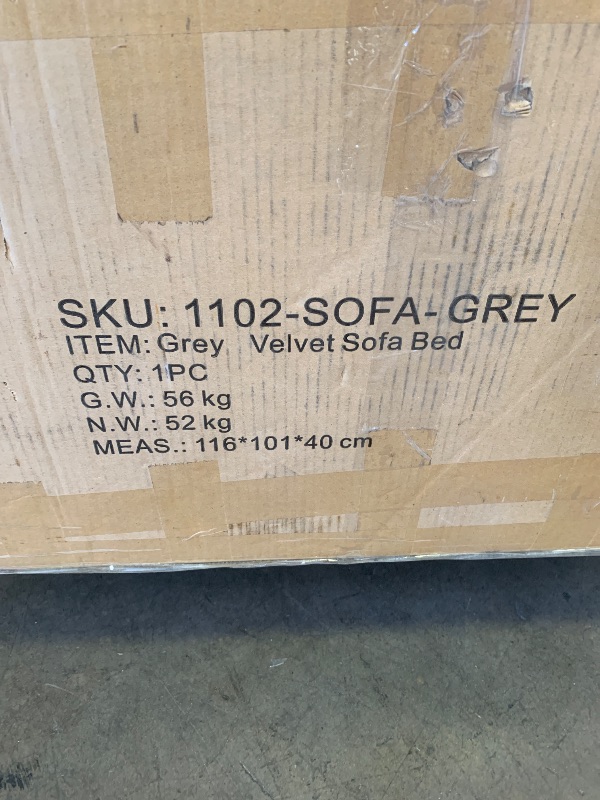 SKU: 1102-SOFA-GREY
ITEM: Grey Velvet Sofa Bed
QTY: 1PC
G.W.: 56 kg
N.W.: 52 kg
MEAS.: 116*101*40 cm